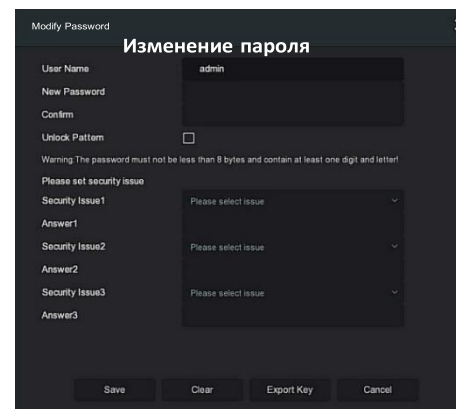 Modify Password
Изменение пароля
User Name admin
New Password
Confirm
Unlock Pattern
Warning:The password must not be less than 8 bytes and contain at least one digit and letter!
Please set security issue
Security Issue1 Please select issue
Answer1
Security Issue2 Please select issue
Answer2
Security Issue3 Please select issue
Answer3
Save Clear Export Key Cancel